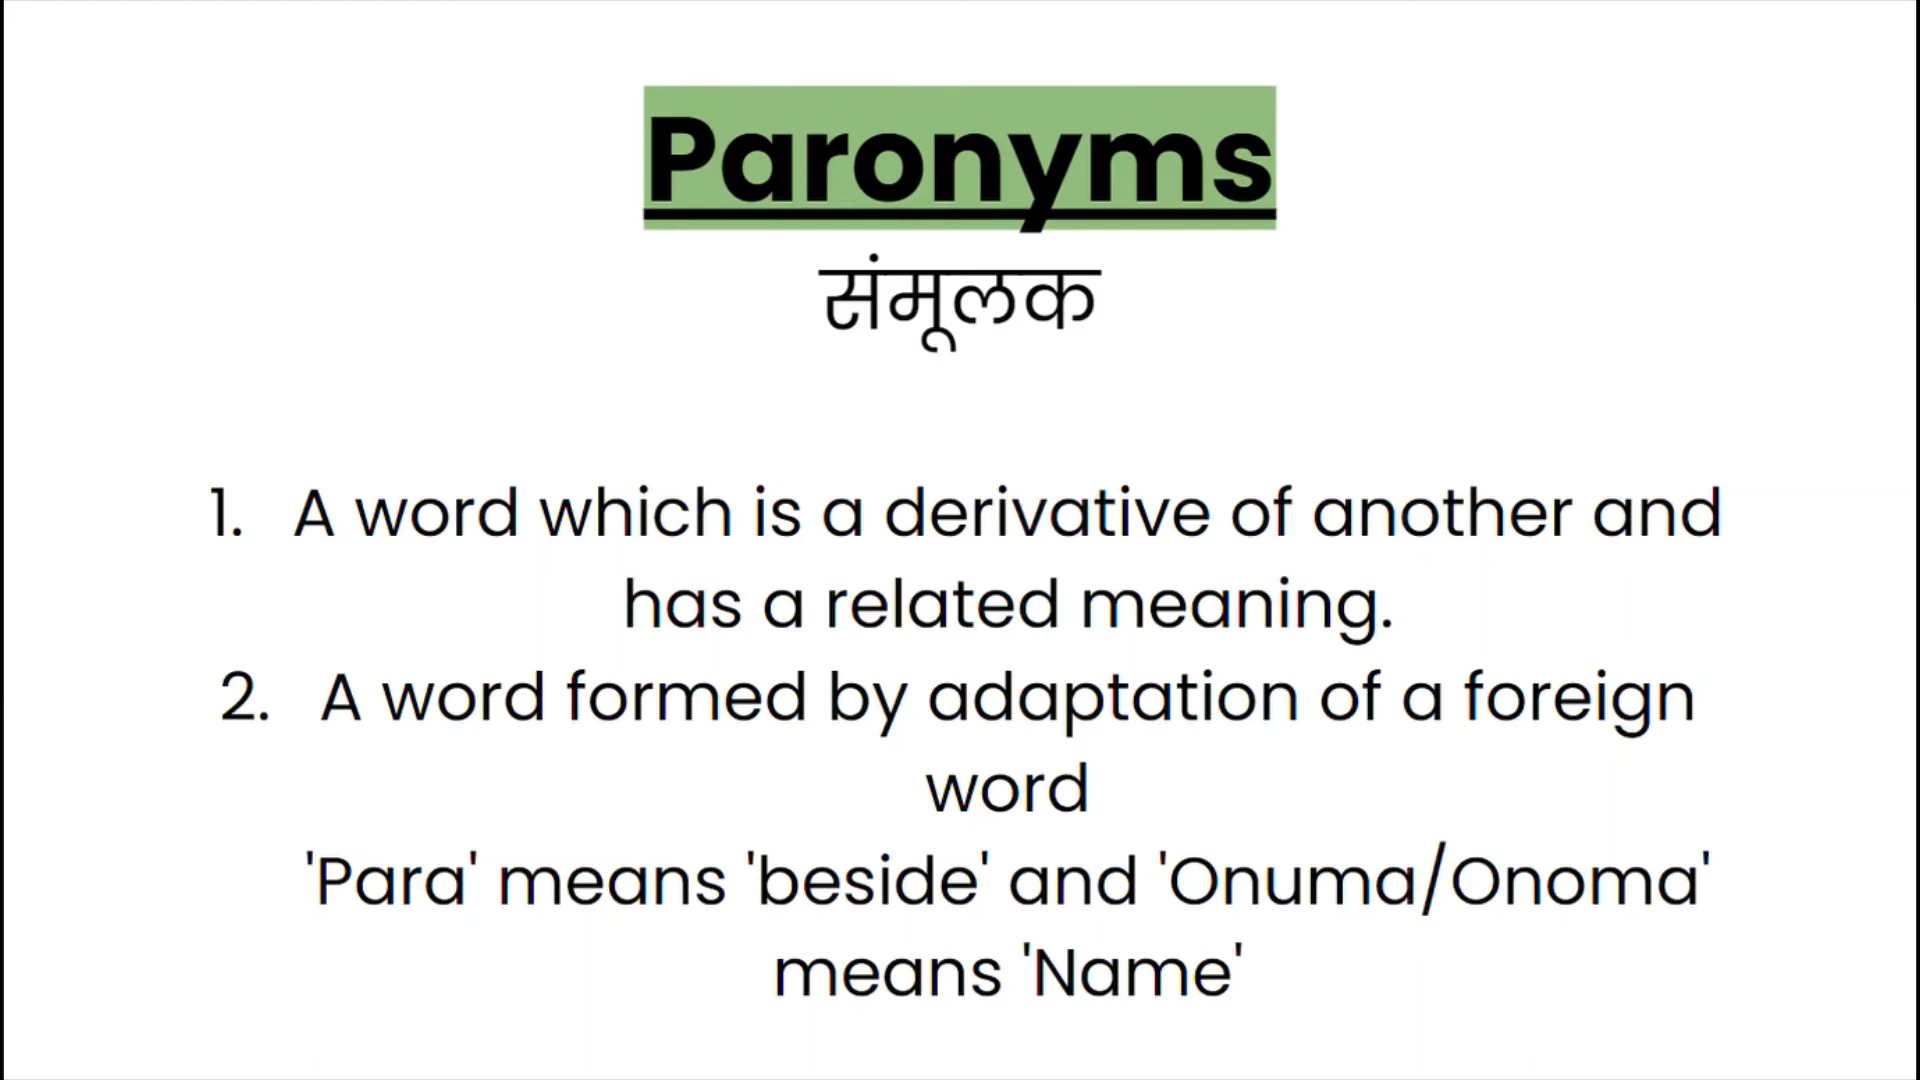 Paronyms
संमूलक
1. A word which is a derivative of another and
has a related meaning.
2. A word formed by adaptation of a foreign
word
'Para' means 'beside' and 'Onuma/Onoma'
means 'Name'